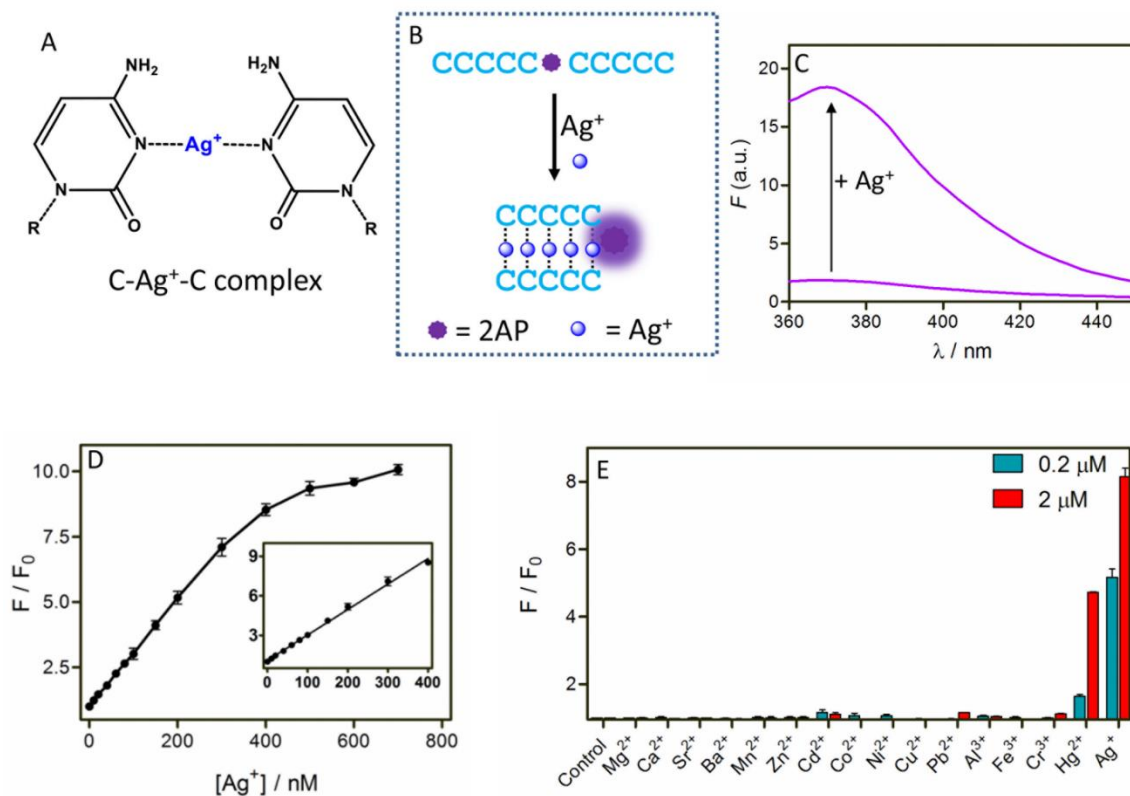 A
NH₂
H₂N
N
Ag⁺
N
N
O
O
N
R
R
C-Ag⁺-C complex
B
CCCCC CCCCC
Ag⁺
CCCCC
CCCCC
= 2AP = Ag⁺
C
F (a.u.)
20
15
10
5
0
+ Ag⁺
360 380 400 420 440
λ / nm
D
F / F₀
10.0
7.5
5.0
2.5
9
6
3
0 100 200 300 400
0 200 400 600 800
[Ag⁺] / nM
E
0.2 μM
2 μM
F / F₀
8
6
4
2
Control
Mg²⁺
Ca²⁺
Sr²⁺
Ba²⁺
Mn²⁺
Zn²⁺
Cd²⁺
Co⁻²⁺
Ni²⁺
Cu²⁺
Pb²⁺
Al³⁺
Fe³⁺
Cr³⁺
Hg²⁺
Ag⁺